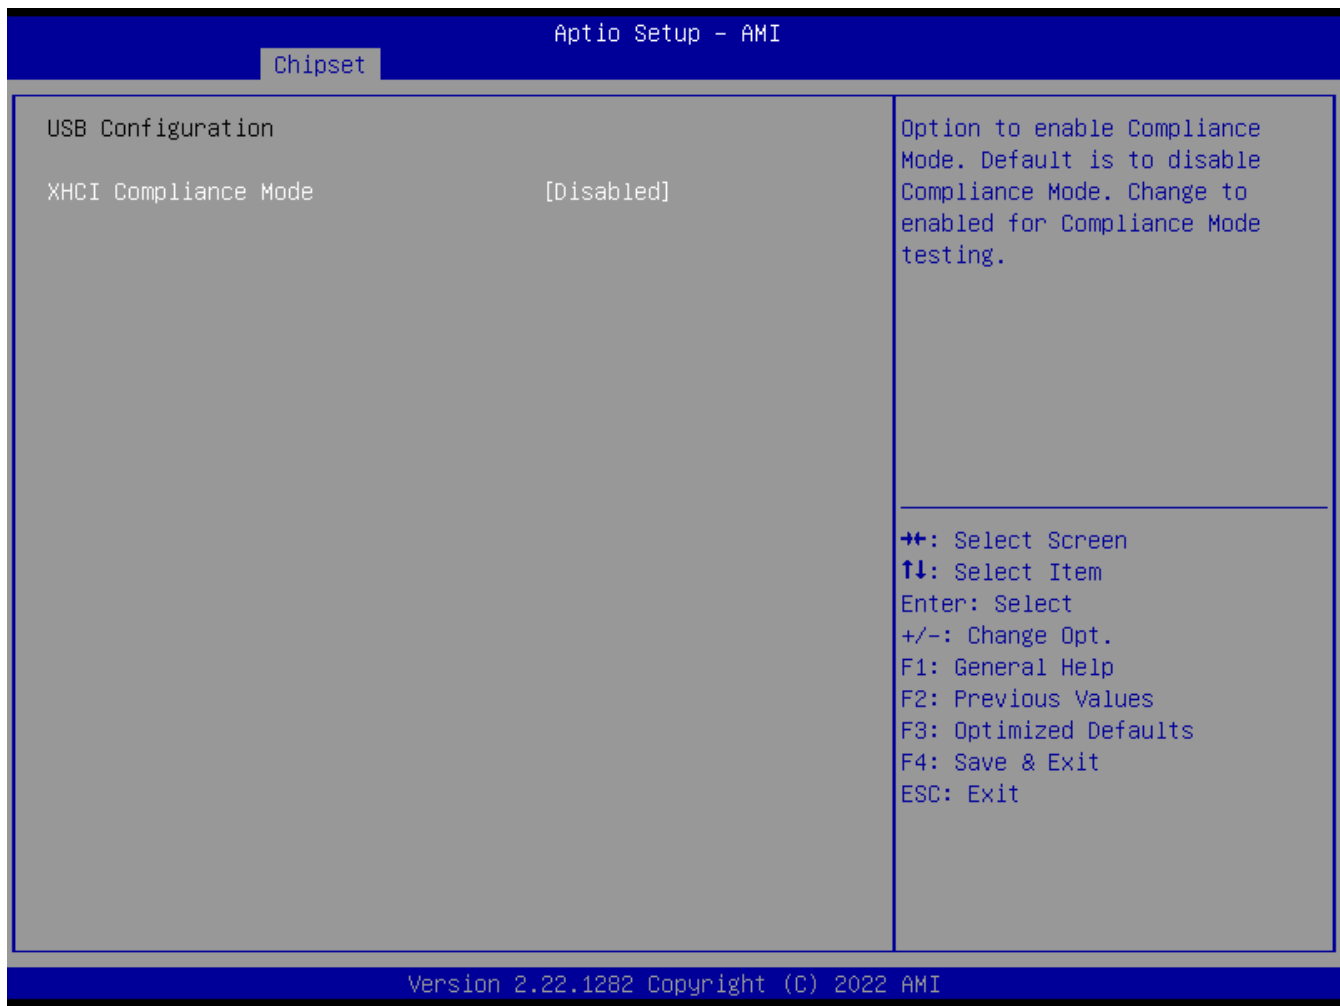 Aptio Setup – AMI
Chipset
USB Configuration
XHCI Compliance Mode [Disabled]
Option to enable Compliance
Mode. Default is to disable
Compliance Mode. Change to
enabled for Compliance Mode
testing.
→←: Select Screen
↑↓: Select Item
Enter: Select
+/-: Change Opt.
F1: General Help
F2: Previous Values
F3: Optimized Defaults
F4: Save & Exit
ESC: Exit
Version 2.22.1282 Copyright (C) 2022 AMI